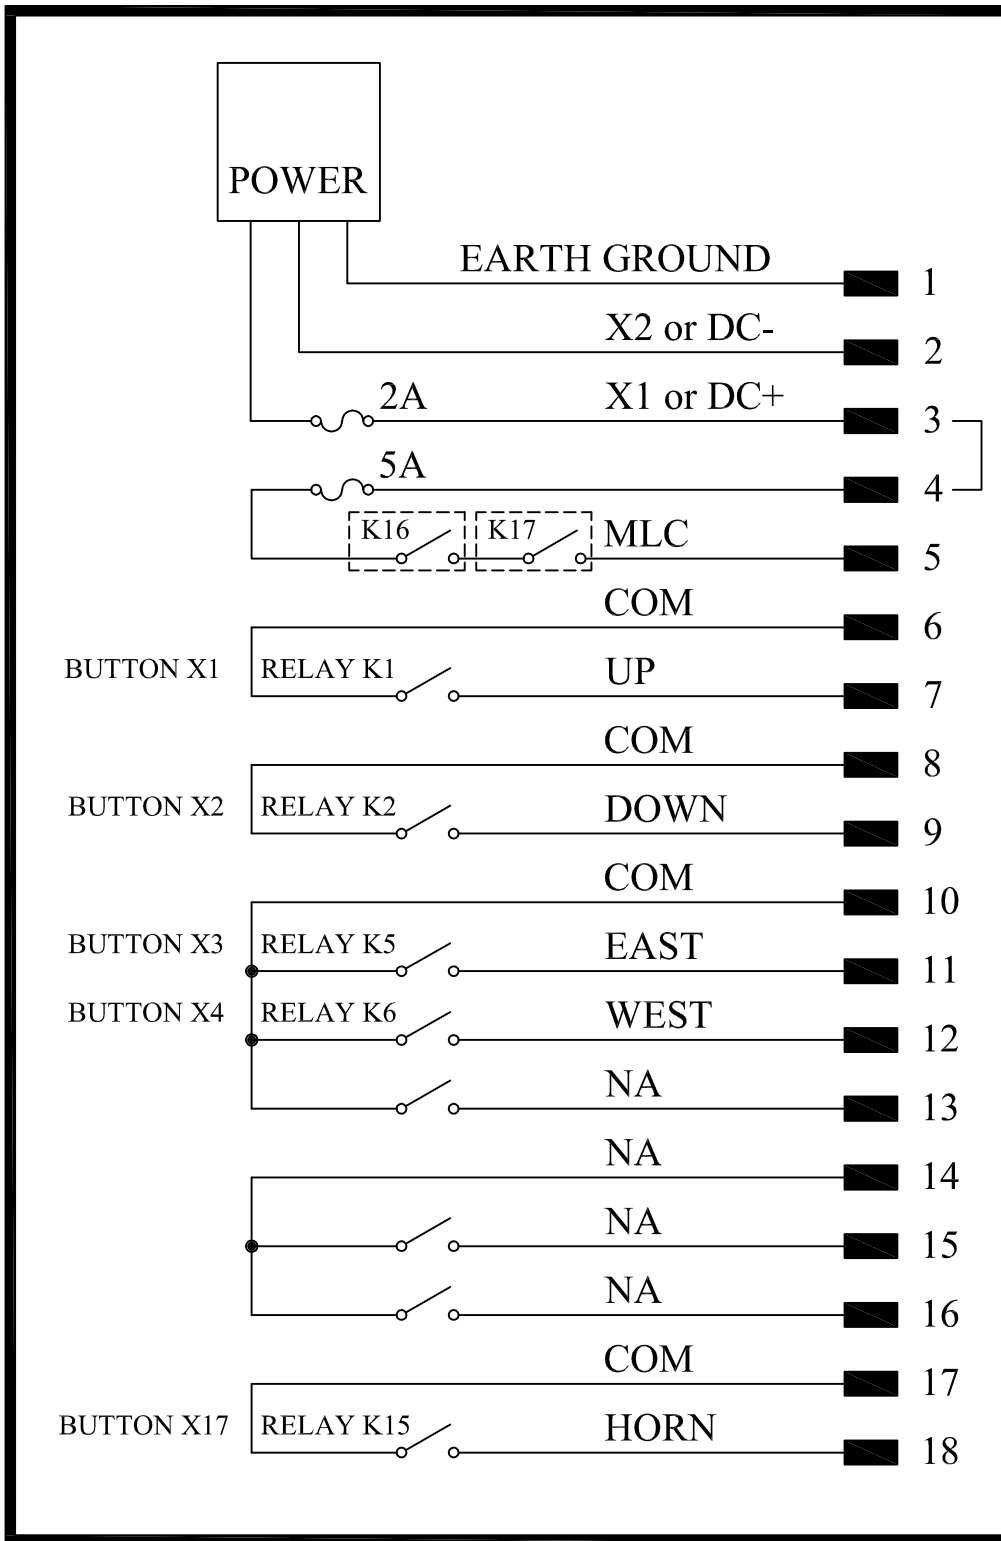 POWER
EARTH GROUND 1
X2 or DC- 2
2A X1 or DC+ 3
5A 4
K16 K17 MLC 5
COM 6
BUTTON X1 RELAY K1 UP 7
COM 8
BUTTON X2 RELAY K2 DOWN 9
COM 10
BUTTON X3 RELAY K5 EAST 11
BUTTON X4 RELAY K6 WEST 12
NA 13
NA 14
NA 15
NA 16
COM 17
BUTTON X17 RELAY K15 HORN 18